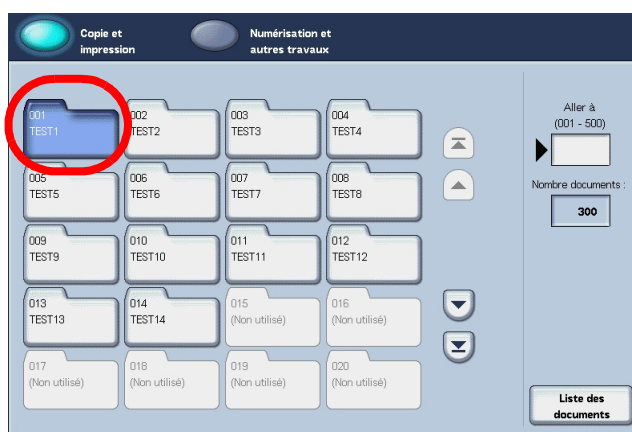 Copie et
impression
Numérisation et
autres travaux
001
TEST1
002
TEST2
003
TEST3
004
TEST4
005
TEST5
006
TEST6
007
TEST7
008
TEST8
009
TEST9
010
TEST10
011
TEST11
012
TEST12
013
TEST13
014
TEST14
015
(Non utilisé)
016
(Non utilisé)
017
(Non utilisé)
018
(Non utilisé)
019
(Non utilisé)
020
(Non utilisé)
Aller à
(001 - 500)
Nombre documents :
300
Liste des
documents